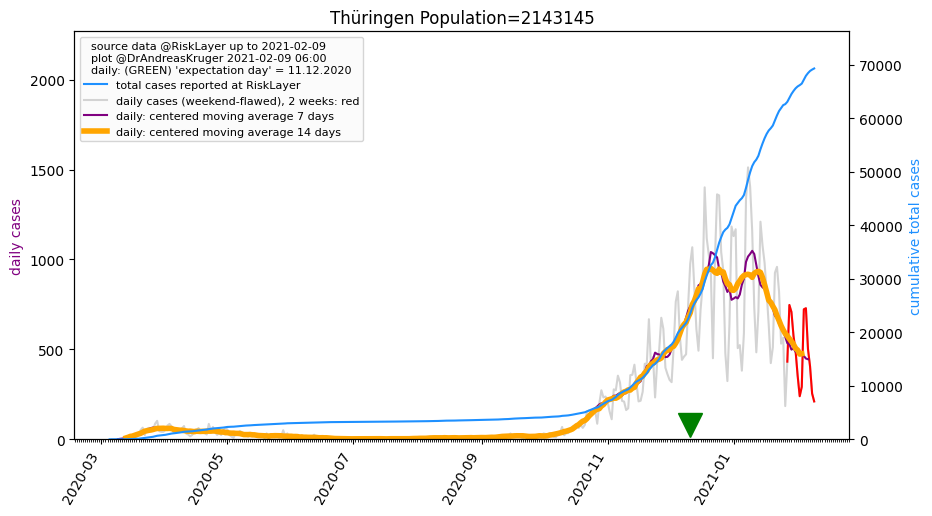 Thüringen Population=2143145
source data @RiskLayer up to 2021-02-09
plot @DrAndreasKruger 2021-02-09 06:00
daily: (GREEN) 'expectation day' = 11.12.2020
total cases reported at RiskLayer
daily cases (weekend-flawed), 2 weeks: red
daily: centered moving average 7 days
daily: centered moving average 14 days
daily cases
2000
1500
1000
500
0
70000
60000
50000
40000
30000
20000
10000
0
cumulative total cases
2020-03
2020-05
2020-07
2020-09
2020-11
2021-01